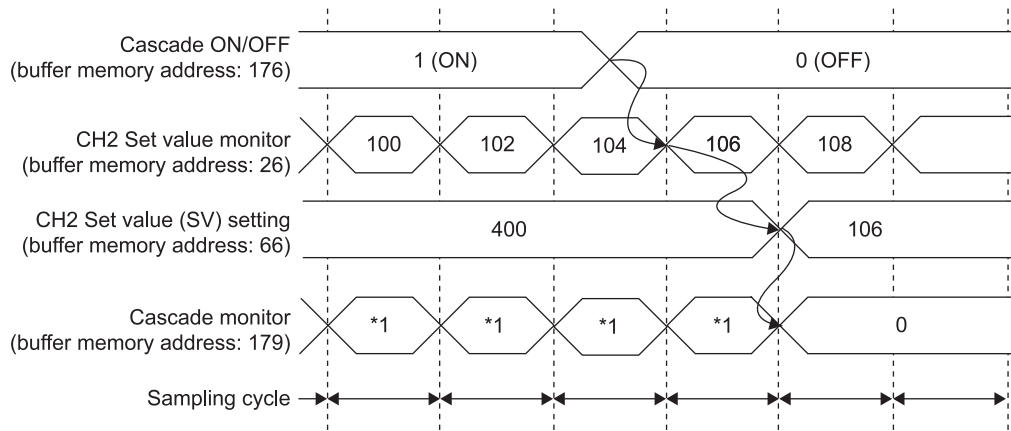 Cascade ON/OFF
(buffer memory address: 176)
1 (ON)
0 (OFF)
CH2 Set value monitor
(buffer memory address: 26)
100
102
104
106
108
CH2 Set value (SV) setting
(buffer memory address: 66)
400
106
Cascade monitor
(buffer memory address: 179)
*1
*1
*1
*1
0
Sampling cycle